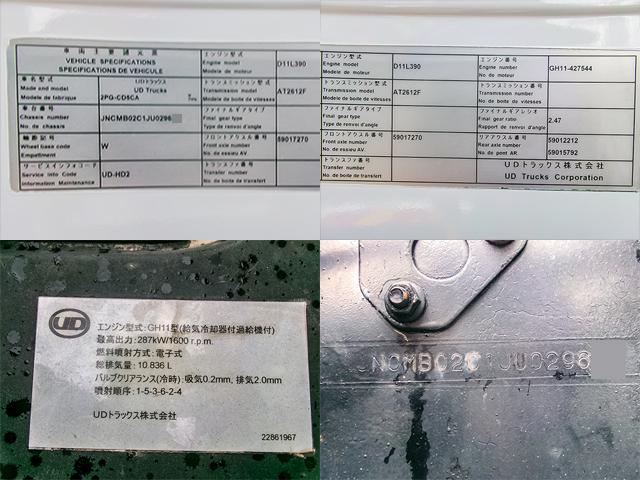 車両主要諸元表
VEHICLE SPECIFICATIONS
SPECIFICATIONS DE VEHICULE
車名型式
Make and model
Modele de fabrique
UDトラックス
UD Trucks
2PG-CD5CA
車台番号
Chassis number
No. de chassis
JNCMB02C1JU0296
軸距記号
Wheel base code
Empattement
W
サービスインフォコード
Service Info Code
Information Maintenance
UD-HD2
エンジン型式
Engine model
Modele de moteur
D11L390
トランスミッション型式
Transmission model
Modele de boite de vitesses
AT2612F
ファイナルギアタイプ
Final gear type
Type de renvoi d'angle
フロントアクスル番号
Front axle number
No. de essieu AV.
59017270
トランスファ番号
Transfer number
No. de boite de transfert
エンジン型式
Engine model
Modele de moteur
D11L390
エンジン番号
Engine number
No. de moteur
GH11-427544
トランスミッション型式
Transmission model
Modele de boite de vitesses
AT2612F
トランスミッション番号
Transmission number
No. de boite de vitesses
ファイナルギアタイプ
Final gear type
Type de renvoi d'angle
ファイナルギアレシオ
Final gear ratio
Rapport de renvoi d'angle
2.47
フロントアクスル番号
Front axle number
No. de essieu AV.
59017270
リアアクスル番号
Rear axle number
No. de pont AR.
59012212
59015792
トランスファ番号
Transfer number
No. de boite de transfert
UDトラックス株式会社
UD Trucks Corporation
UD
エンジン型式:GH11型(給気冷却器付過給機付)
最高出力:287kW/1600 r.p.m.
燃料噴射方式:電子式
総排気量:10.836 L
バルブクリアランス(冷時):吸気0.2mm, 排気2.0mm
噴射順序:1-5-3-6-2-4
UDトラックス株式会社
22861967
JNCMB02C1JU0296